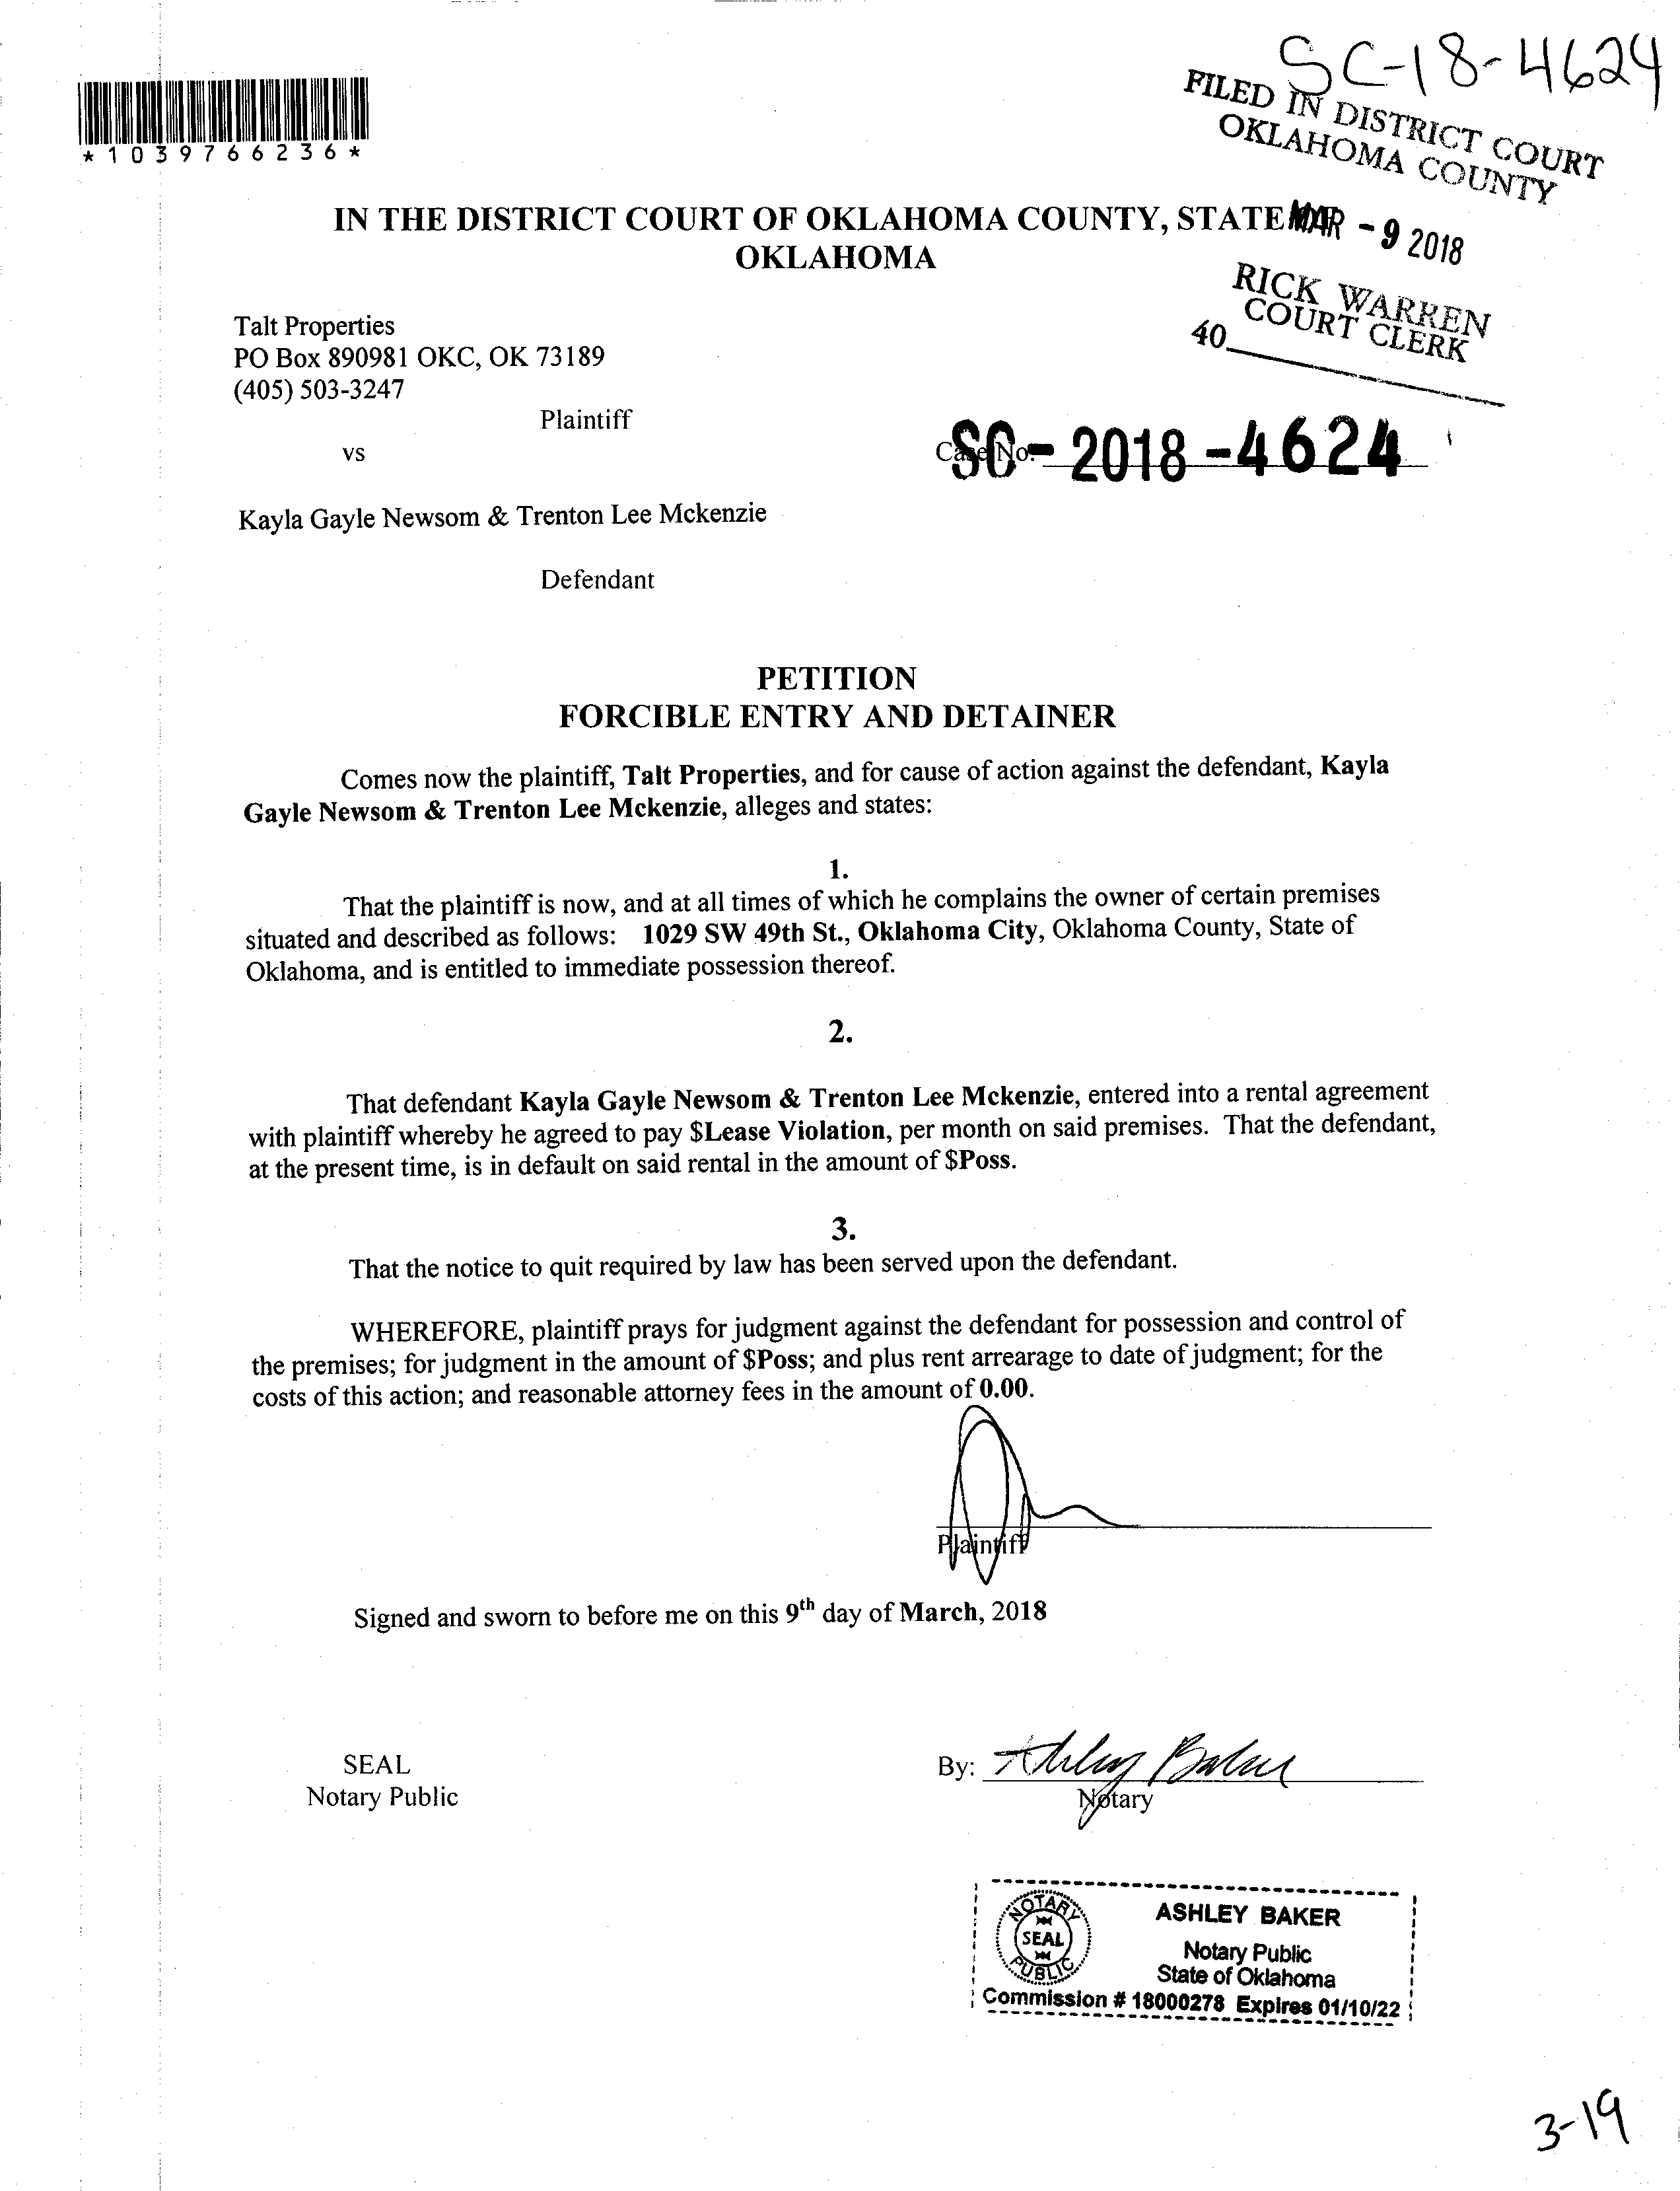 SC-18-4624
FILED IN DISTRICT COURT
OKLAHOMA COUNTY
*1039766236*
IN THE DISTRICT COURT OF OKLAHOMA COUNTY, STATE
MAR - 9 2018
OKLAHOMA
RICK WARREN
COURT CLERK
40
Talt Properties
PO Box 890981 OKC, OK 73189
(405) 503-3247
Plaintiff
vs
Case No.
SC - 2018 - 4624
Kayla Gayle Newsom & Trenton Lee Mckenzie
Defendant
PETITION
FORCIBLE ENTRY AND DETAINER
Comes now the plaintiff, Talt Properties, and for cause of action against the defendant, Kayla
Gayle Newsom & Trenton Lee Mckenzie, alleges and states:
1.
That the plaintiff is now, and at all times of which he complains the owner of certain premises
situated and described as follows: 1029 SW 49th St., Oklahoma City, Oklahoma County, State of
Oklahoma, and is entitled to immediate possession thereof.
2.
That defendant Kayla Gayle Newsom & Trenton Lee Mckenzie, entered into a rental agreement
with plaintiff whereby he agreed to pay $Lease Violation, per month on said premises. That the defendant,
at the present time, is in default on said rental in the amount of $Poss.
3.
That the notice to quit required by law has been served upon the defendant.
WHEREFORE, plaintiff prays for judgment against the defendant for possession and control of
the premises; for judgment in the amount of $Poss; and plus rent arrearage to date of judgment; for the
costs of this action; and reasonable attorney fees in the amount of 0.00.
Plaintiff
Signed and sworn to before me on this 9th day of March, 2018
SEAL
Notary Public
By: Ashley Baker
Notary
NOTARY
SEAL
PUBLIC
ASHLEY BAKER
Notary Public
State of Oklahoma
Commission # 18000278 Expires 01/10/22
3-19